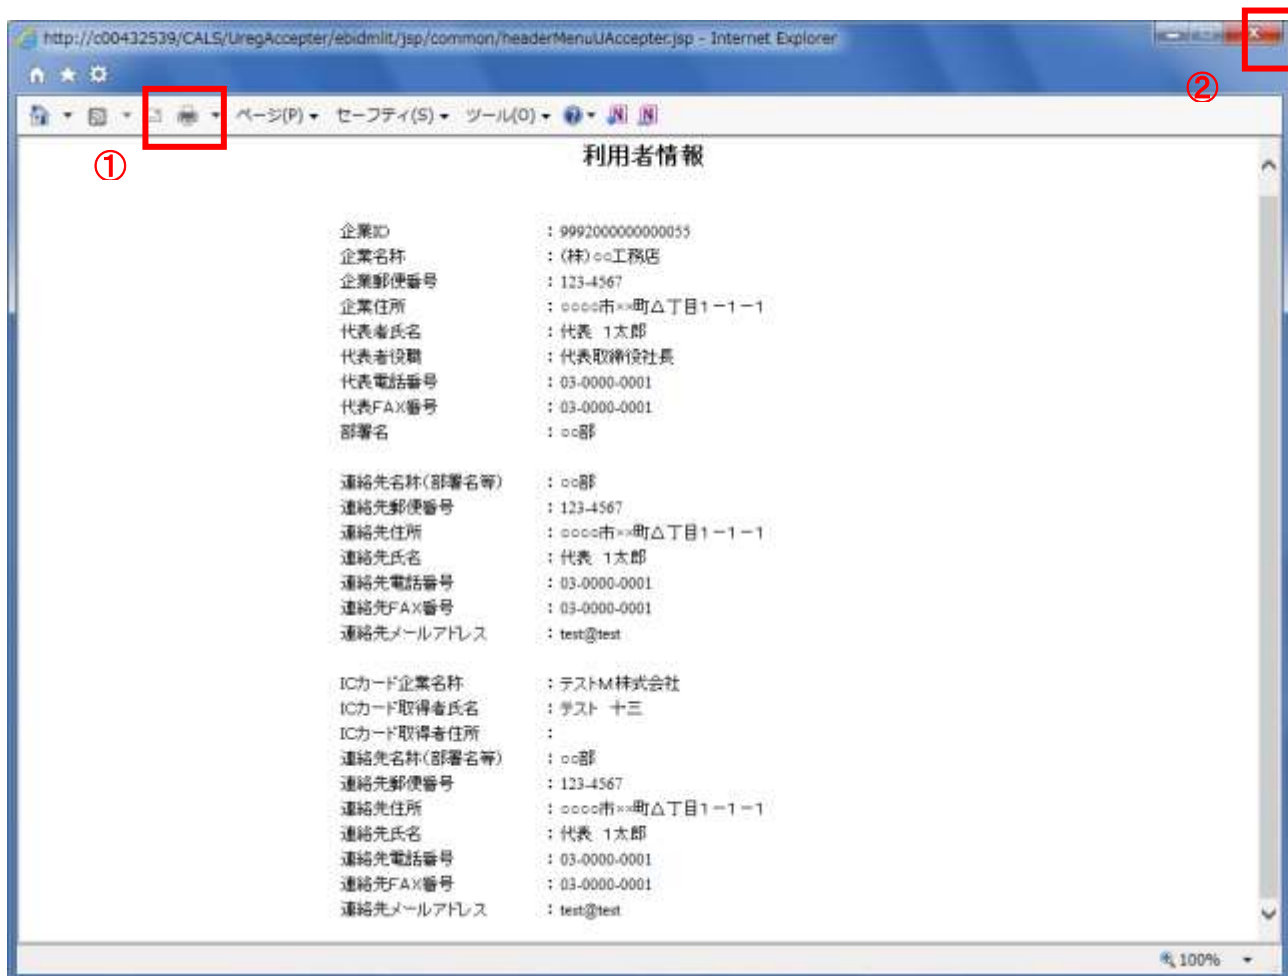 http://c00432539/CALS/UregAccepter/ebidmlit/jsp/common/headerMenuUAccepter.jsp - Internet Explorer
②
ページ(P) セーフティ(S) ツール(O)
①
利用者情報
企業ID : 9992000000000055
企業名称 : (株)○○工務店
企業郵便番号 : 123-4567
企業住所 : ○○○○市××町△丁目1－1－1
代表者氏名 : 代表 1太郎
代表者役職 : 代表取締役社長
代表電話番号 : 03-0000-0001
代表FAX番号 : 03-0000-0001
部署名 : ○○部
連絡先名称(部署名等) : ○○部
連絡先郵便番号 : 123-4567
連絡先住所 : ○○○○市××町△丁目1－1－1
連絡先氏名 : 代表 1太郎
連絡先電話番号 : 03-0000-0001
連絡先FAX番号 : 03-0000-0001
連絡先メールアドレス : test@test
ICカード企業名称 : テストM株式会社
ICカード取得者氏名 : テスト 十三
ICカード取得者住所 :
連絡先名称(部署名等) : ○○部
連絡先郵便番号 : 123-4567
連絡先住所 : ○○○○市××町△丁目1－1－1
連絡先氏名 : 代表 1太郎
連絡先電話番号 : 03-0000-0001
連絡先FAX番号 : 03-0000-0001
連絡先メールアドレス : test@test
100%